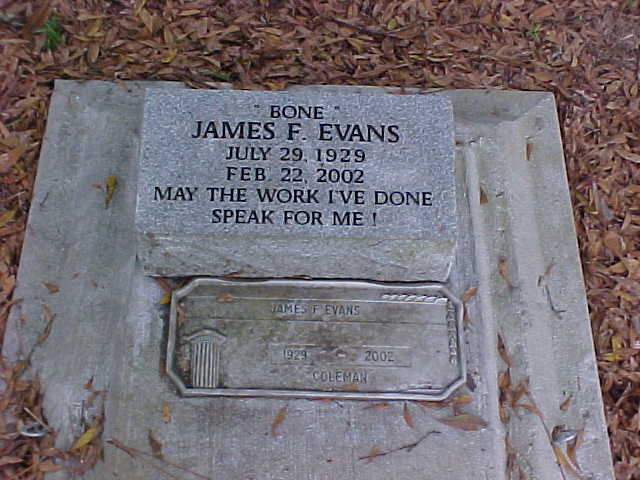 " BONE "
JAMES F. EVANS
JULY 29, 1929
FEB 22, 2002
MAY THE WORK I'VE DONE
SPEAK FOR ME !
JAMES F EVANS
1929 - 2002
COLEMAN